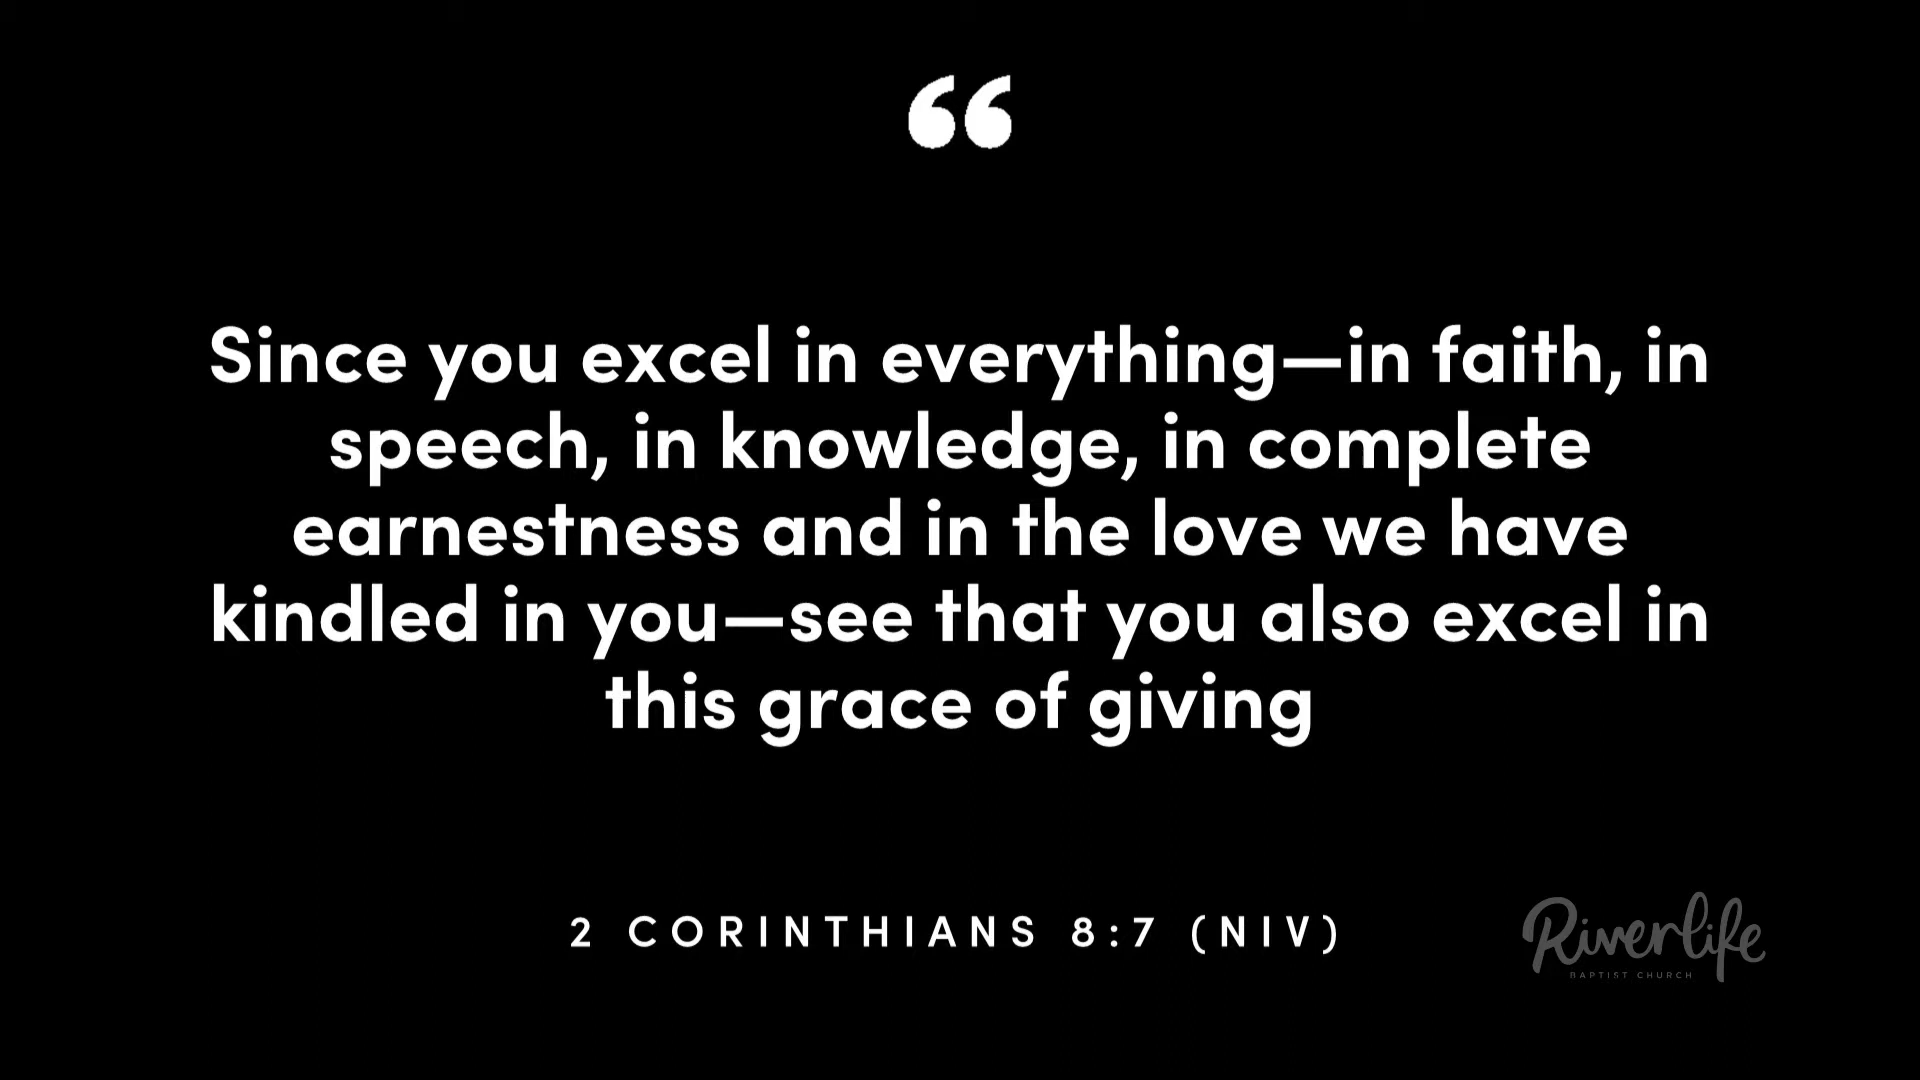 “
Since you excel in everything—in faith, in
speech, in knowledge, in complete
earnestness and in the love we have
kindled in you—see that you also excel in
this grace of giving
2 CORINTHIANS 8:7 (NIV)
Riverlife
BAPTIST CHURCH